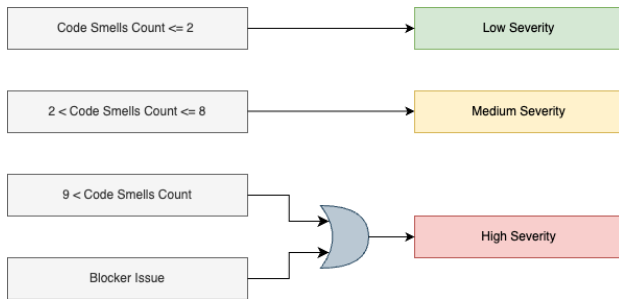 Code Smells Count <= 2
Low Severity
2 < Code Smells Count <= 8
Medium Severity
9 < Code Smells Count
High Severity
Blocker Issue